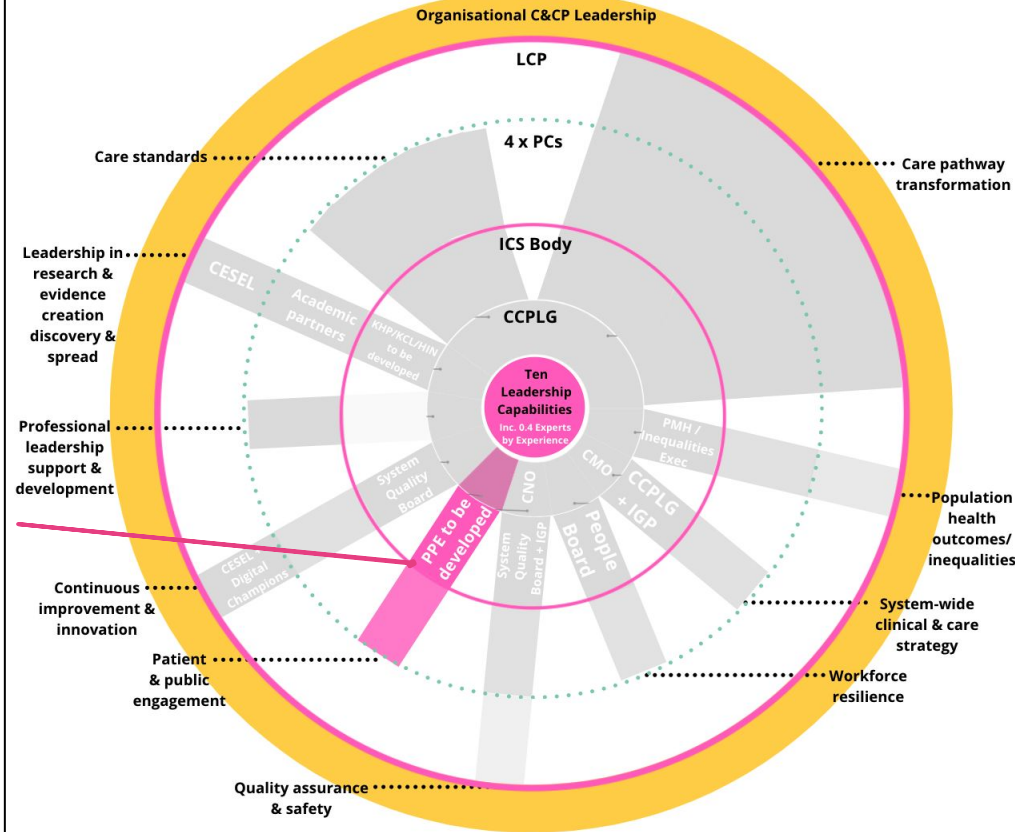 Organisational C&CP Leadership
LCP
4 x PCs
ICS Body
CCPLG
Ten
Leadership
Capabilities
inc. 0.4 Experts
by Experience
Care standards
Care pathway
transformation
Leadership in
research &
evidence
creation
discovery &
spread
CESEL
Academic
partners
KHP/KCL/HIN
to be
developed
Professional
leadership
support &
development
System
Quality
Board
CESEL
Digital
Champions
Continuous
improvement &
innovation
PPE to be
developed
Patient
& public
engagement
CNO
System
Quality
Board + IGP
Quality assurance
& safety
People
Board
Workforce
resilience
CMO
CCPLG
+ IGP
System-wide
clinical & care
strategy
PMH /
Inequalities
Exec
Population
health
outcomes/
inequalities